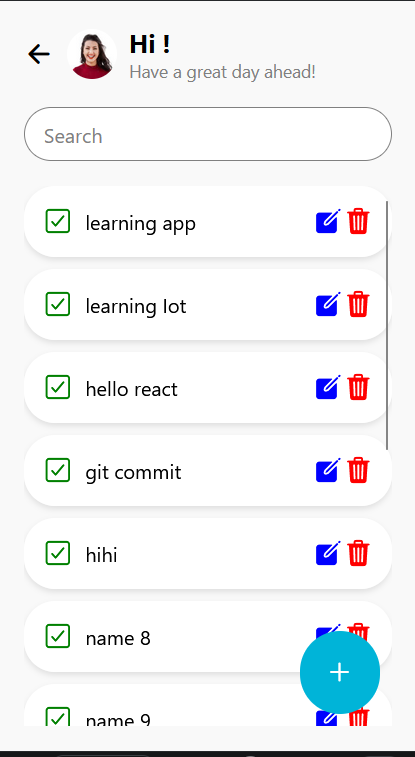 Hi !
Have a great day ahead!
Search
learning app
learning Iot
hello react
git commit
hihi
name 8
name 9